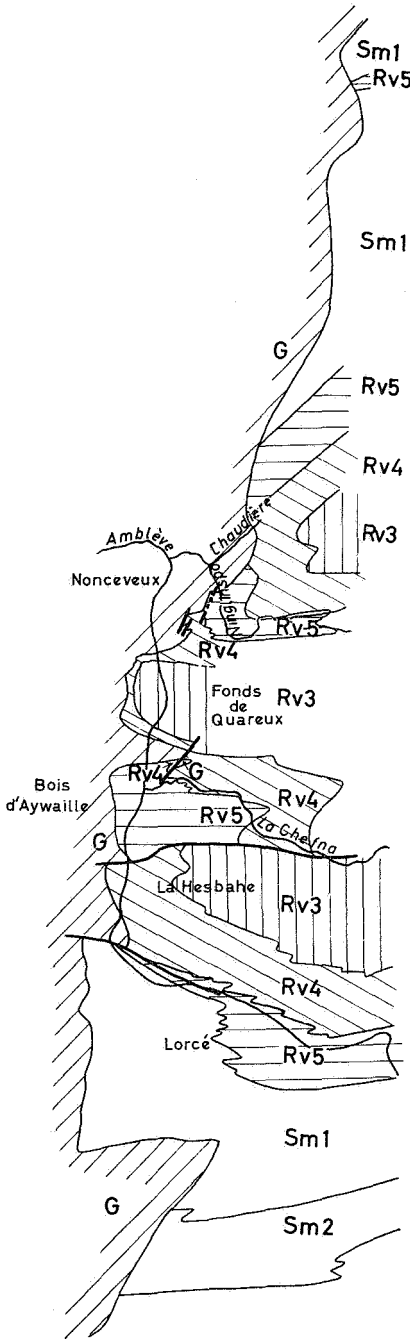 Sm1
Rv5
Sm1
G
Rv5
Rv4
Rv3
Chaudière
Amblève
Nonceveux
Ninglinspo
Rv5
Rv4
Fonds
de
Quareux
Rv3
Rv4
G
Bois
d'Aywaille
Rv4
Rv5
La Chefna
G
La Hesbahe
Rv3
Rv4
Lorcé
Rv5
Sm1
G
Sm2